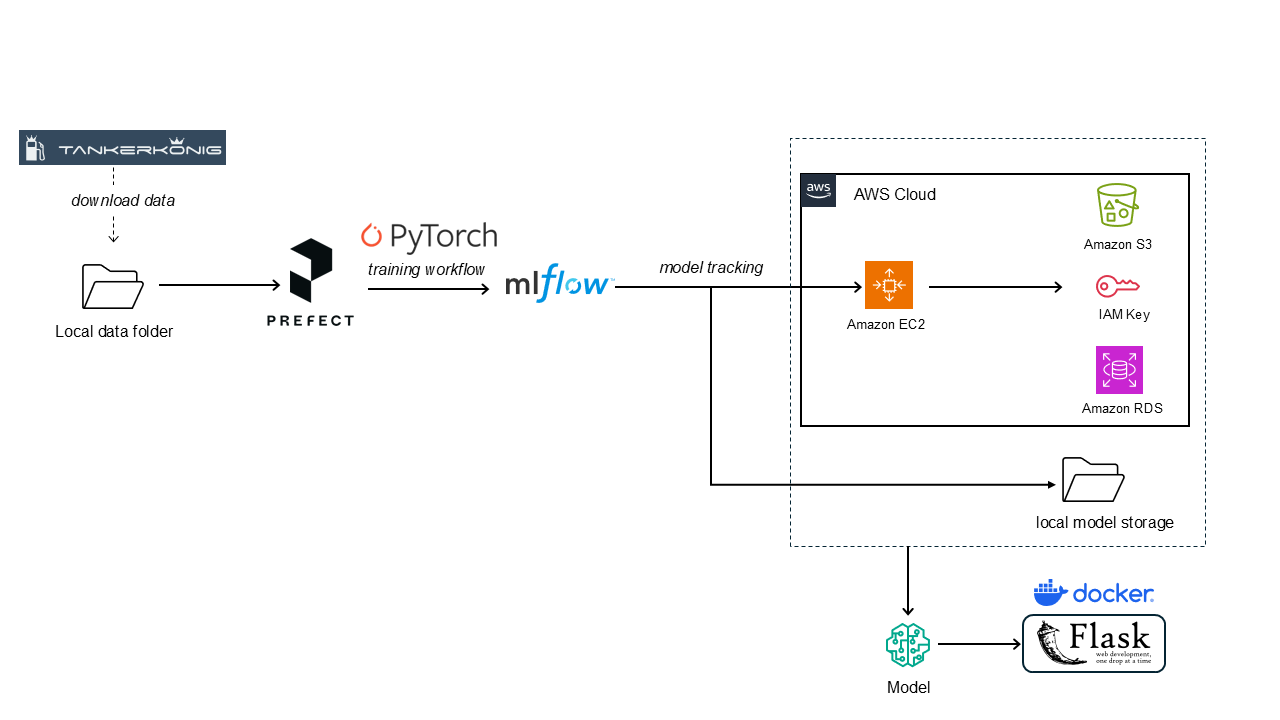 TANKERKÖNIG
download data
Local data folder
PREFECT
PyTorch
training workflow
mlflow™
model tracking
aws
AWS Cloud
Amazon S3
Amazon EC2
IAM Key
Amazon RDS
local model storage
docker
Flask
web development,
one drop at a time
Model